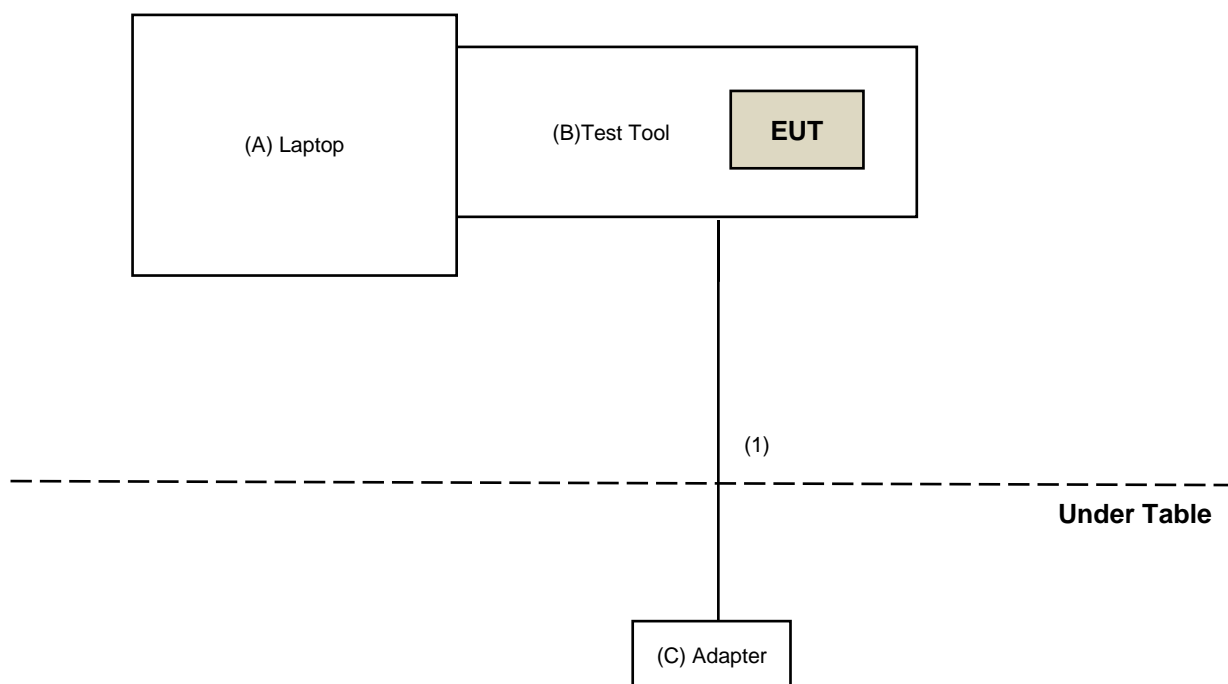 (A) Laptop
(B)Test Tool
EUT
(1)
Under Table
(C) Adapter